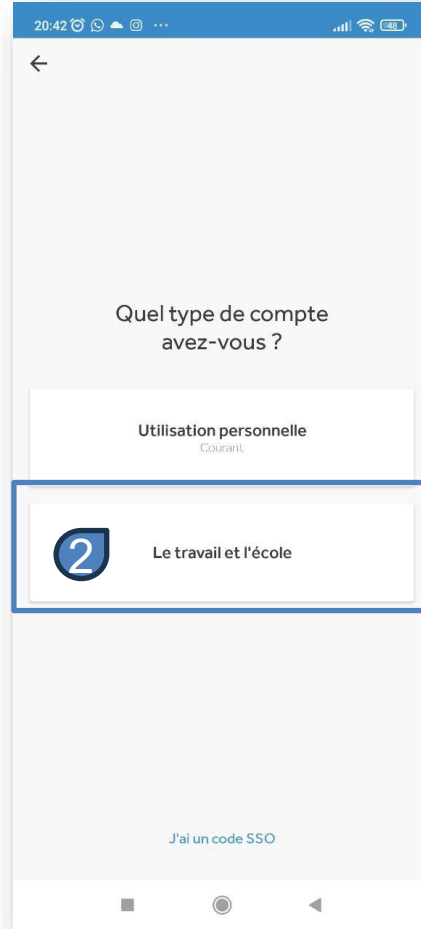 20:42 ... 48
Quel type de compte
avez-vous ?
Utilisation personnelle
Courant.
2
Le travail et l'école
J'ai un code SSO